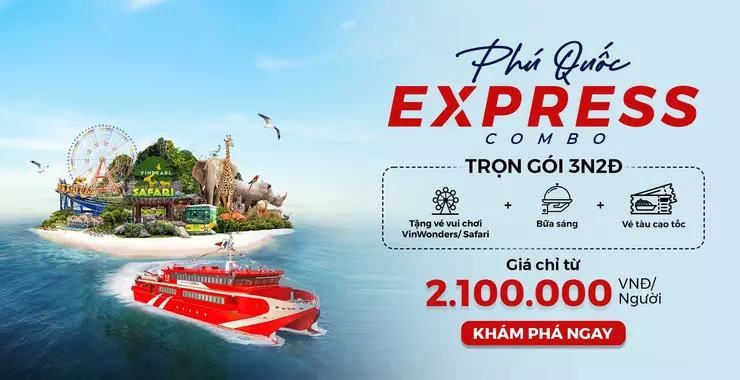 Phú Quốc
EXPRESS
COMBO
TRỌN GÓI 3N2Đ
Tặng vé vui chơi
VinWonders/ Safari
+
Bữa sáng
+
Vé tàu cao tốc
Giá chỉ từ
2.100.000 VNĐ/
Người
KHÁM PHÁ NGAY
VINPEARL
SAFARI